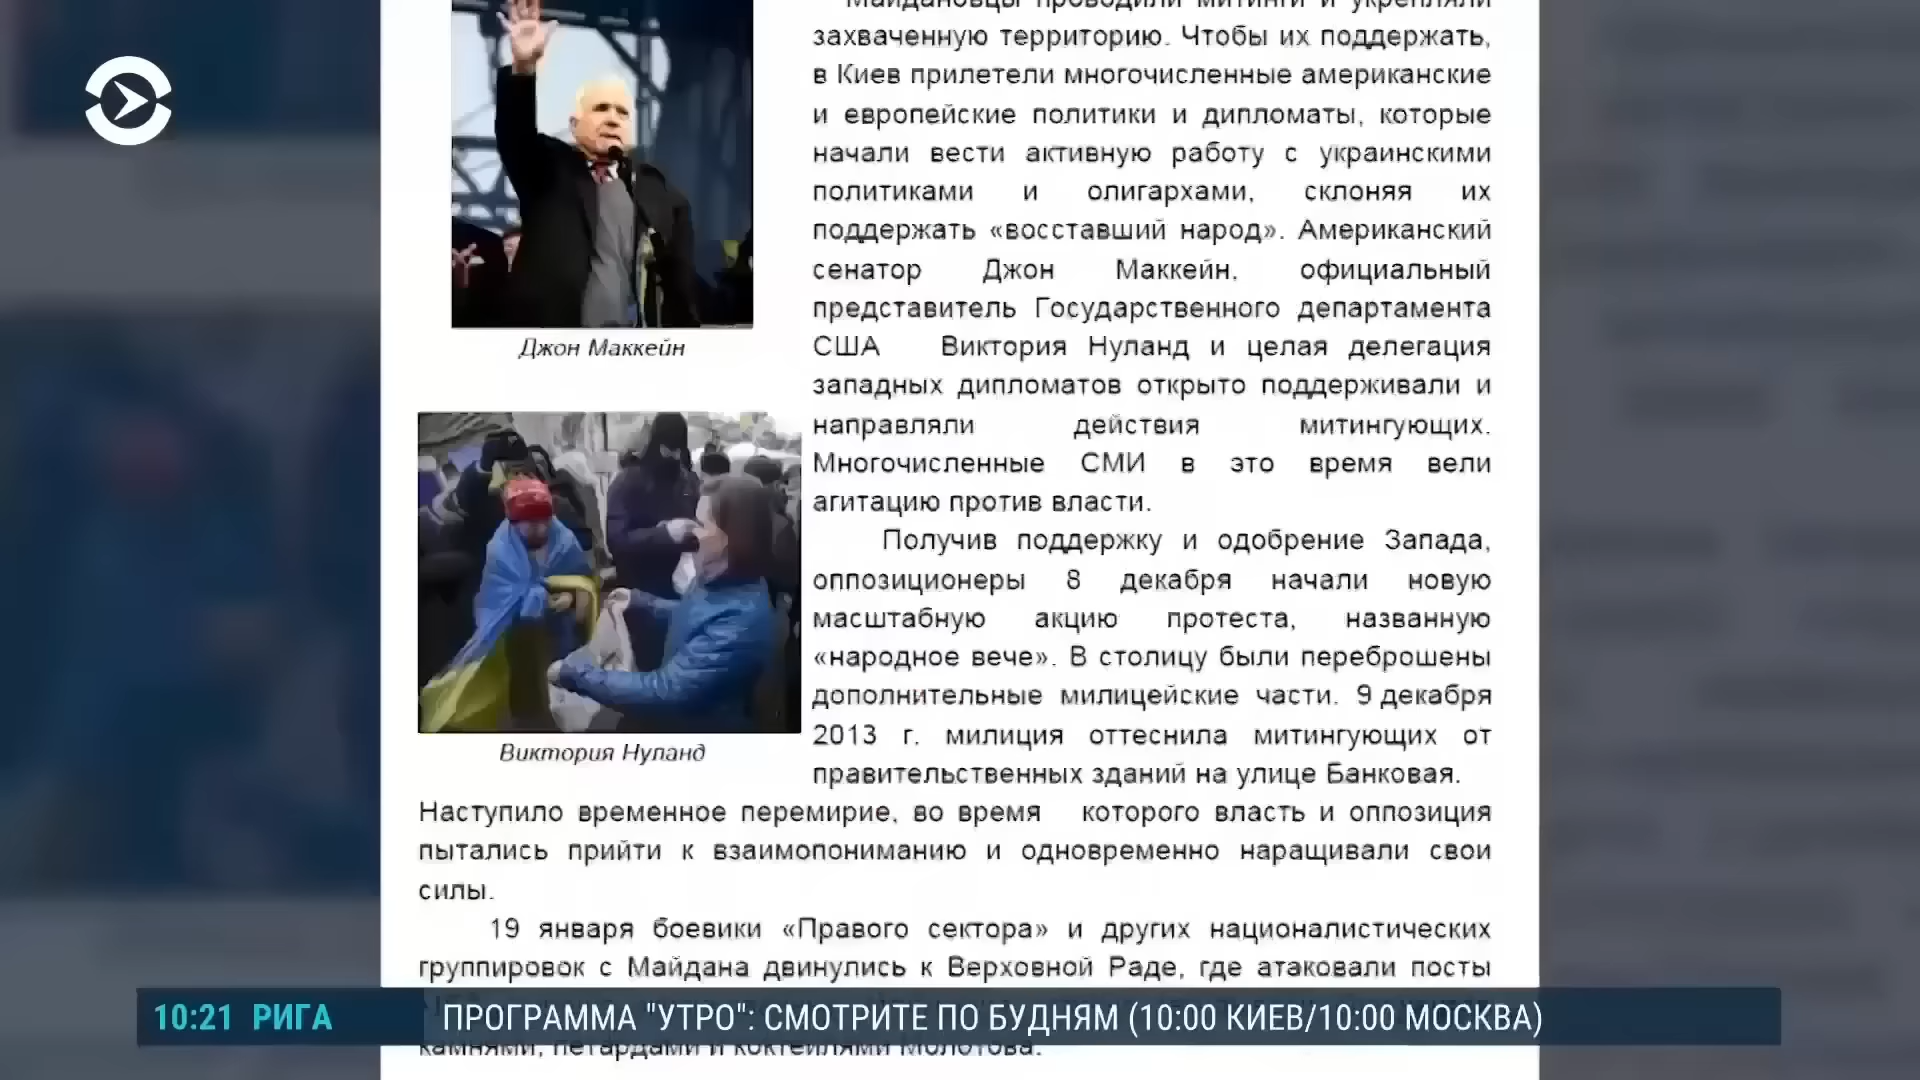 Майдановцы проводили митинги и укрепляли
захваченную территорию. Чтобы их поддержать,
в Киев прилетели многочисленные американские
и европейские политики и дипломаты, которые
начали вести активную работу с украинскими
политиками и олигархами, склоняя их
поддержать «восставший народ». Американский
сенатор Джон Маккейн, официальный
представитель Государственного департамента
США Виктория Нуланд и целая делегация
западных дипломатов открыто поддерживали и
направляли действия митингующих.
Многочисленные СМИ в это время вели
агитацию против власти.
Джон Маккейн
Получив поддержку и одобрение Запада,
оппозиционеры 8 декабря начали новую
масштабную акцию протеста, названную
«народное вече». В столицу были переброшены
дополнительные милицейские части. 9 декабря
2013 г. милиция оттеснила митингующих от
правительственных зданий на улице Банковая.
Виктория Нуланд
Наступило временное перемирие, во время которого власть и оппозиция
пытались прийти к взаимопониманию и одновременно наращивали свои
силы.
19 января боевики «Правого сектора» и других националистических
группировок с Майдана двинулись к Верховной Раде, где атаковали посты
камнями, петардами и коктейлями Молотова.
10:21 РИГА
ПРОГРАММА "УТРО": СМОТРИТЕ ПО БУДНЯМ (10:00 КИЕВ/10:00 МОСКВА)